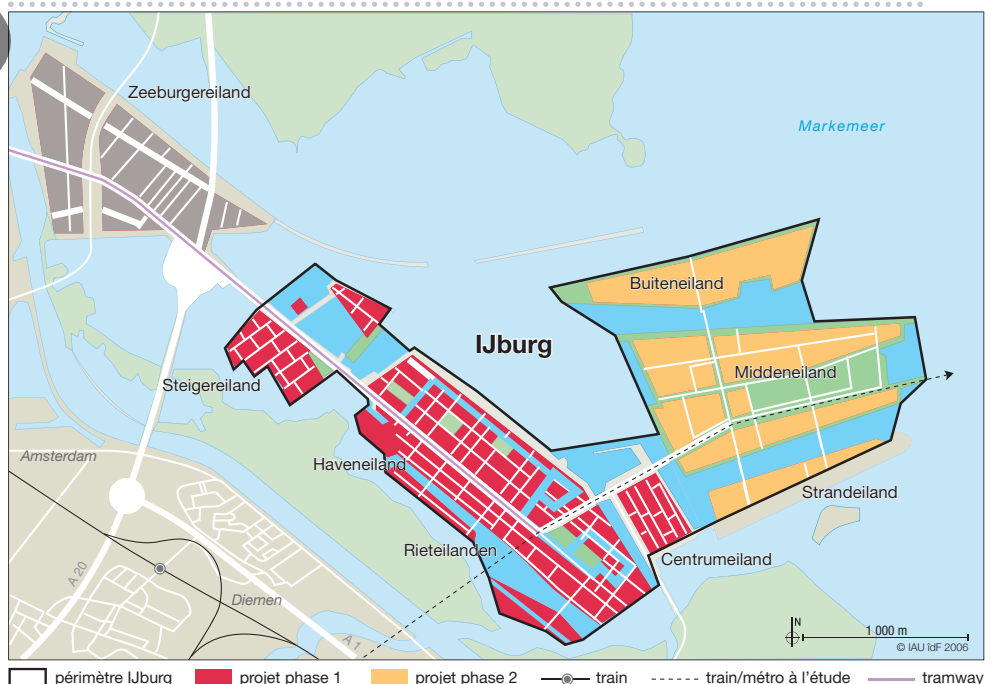 Zeeburgereiland
Markemeer
Buiteneiland
IJburg
Middeneiland
Steigereiland
Amsterdam
Haveneiland
Strandeiland
Rieteilanden
Centrumeiland
A 20
Diemen
A 1
N
1 000 m
© IAU îdF 2006
périmètre IJburg
projet phase 1
projet phase 2
train
train/métro à l'étude
tramway